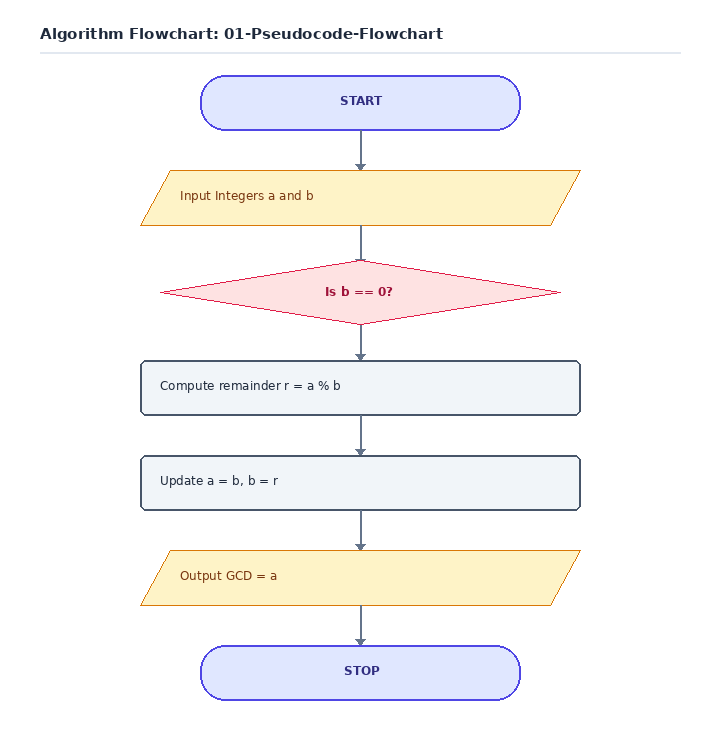 Algorithm Flowchart: 01-Pseudocode-Flowchart
START
Input Integers a and b
Is b == 0?
Compute remainder r = a % b
Update a = b, b = r
Output GCD = a
STOP